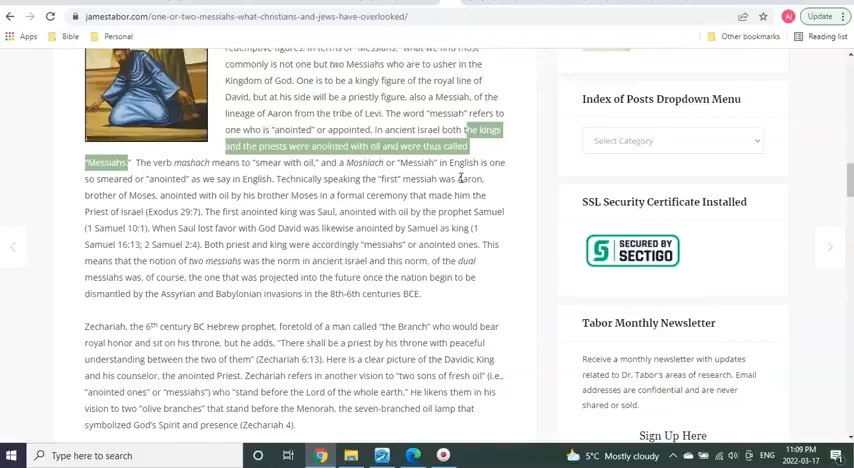 jamestabor.com/one-or-two-messiahs-what-christians-and-jews-have-overlooked/
Update
Apps
Bible
Personal
Other bookmarks
Reading list
redemptive figures. In terms of "Messiahs," what we find most
commonly is not one but two Messiahs who are to usher in the
Kingdom of God. One is to be a kingly figure of the royal line of
David, but at his side will be a priestly figure, also a Messiah, of the
lineage of Aaron from the tribe of Levi. The word "messiah" refers to
one who is "anointed" or appointed. In ancient Israel both the kings
and the priests were anointed with oil and were thus called
"Messiahs." The verb mashach means to "smear with oil," and a Moshiach or "Messiah" in English is one
so smeared or "anointed" as we say in English. Technically speaking the "first" messiah was Aaron,
brother of Moses, anointed with oil by his brother Moses in a formal ceremony that made him the
Priest of Israel (Exodus 29:7). The first anointed king was Saul, anointed with oil by the prophet Samuel
(1 Samuel 10:1). When Saul lost favor with God David was likewise anointed by Samuel as king (1
Samuel 16:13; 2 Samuel 2:4). Both priest and king were accordingly "messiahs" or anointed ones. This
means that the notion of two messiahs was the norm in ancient Israel and this norm, of the dual
messiahs was, of course, the one that was projected into the future once the nation begin to be
dismantled by the Assyrian and Babylonian invasions in the 8th-6th centuries BCE.
Zechariah, the 6th century BC Hebrew prophet, foretold of a man called "the Branch" who would bear
royal honor and sit on his throne, but he adds, "There shall be a priest by his throne with peaceful
understanding between the two of them" (Zechariah 6:13). Here is a clear picture of the Davidic King
and his counselor, the anointed Priest. Zechariah refers in another vision to "two sons of fresh oil" (i.e.,
"anointed ones" or "messiahs") who "stand before the Lord of the whole earth." He likens them in his
vision to two "olive branches" that stand before the Menorah, the seven-branched oil lamp that
symbolized God's Spirit and presence (Zechariah 4).
Index of Posts Dropdown Menu
Select Category
SSL Security Certificate Installed
SECURED BY
SECTIGO
Tabor Monthly Newsletter
Receive a monthly newsletter with updates
related to Dr. Tabor's areas of research. Email
addresses are confidential and are never
shared or sold.
Sign Up Here
Type here to search
5°C Mostly cloudy
ENG
11:09 PM
2022-03-17